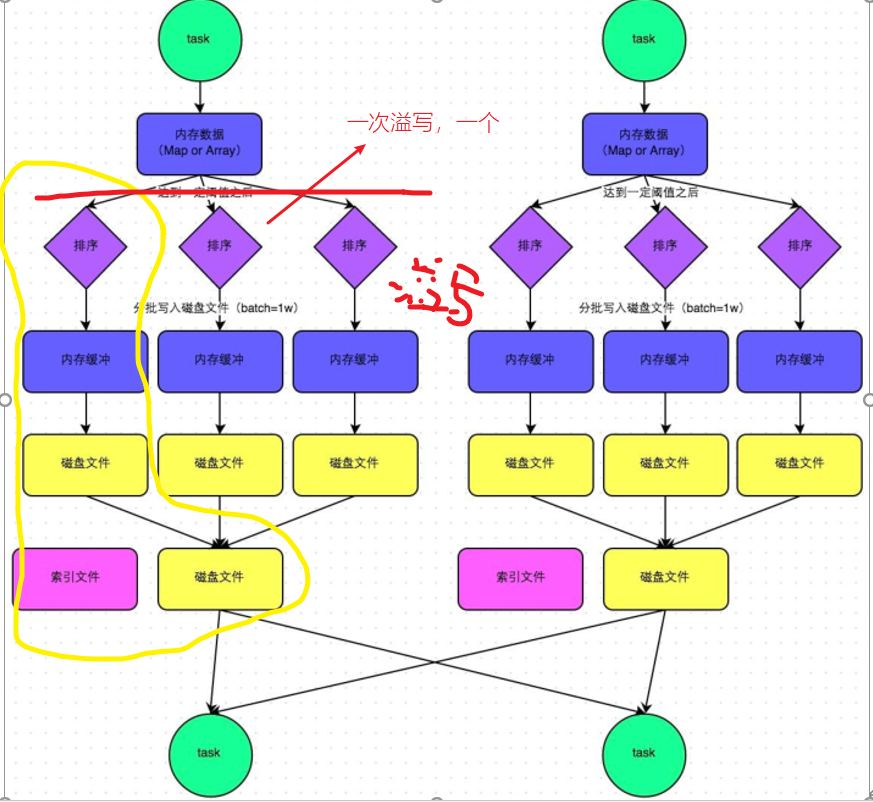 task
task
一次溢写，一个
内存数据
（Map or Array）
内存数据
（Map or Array）
达到一定阈值之后
达到一定阈值之后
排序
排序
排序
排序
排序
排序
溢写
分批写入磁盘文件（batch=1w）
分批写入磁盘文件（batch=1w）
内存缓冲
内存缓冲
内存缓冲
内存缓冲
内存缓冲
内存缓冲
磁盘文件
磁盘文件
磁盘文件
磁盘文件
磁盘文件
磁盘文件
索引文件
磁盘文件
索引文件
磁盘文件
task
task